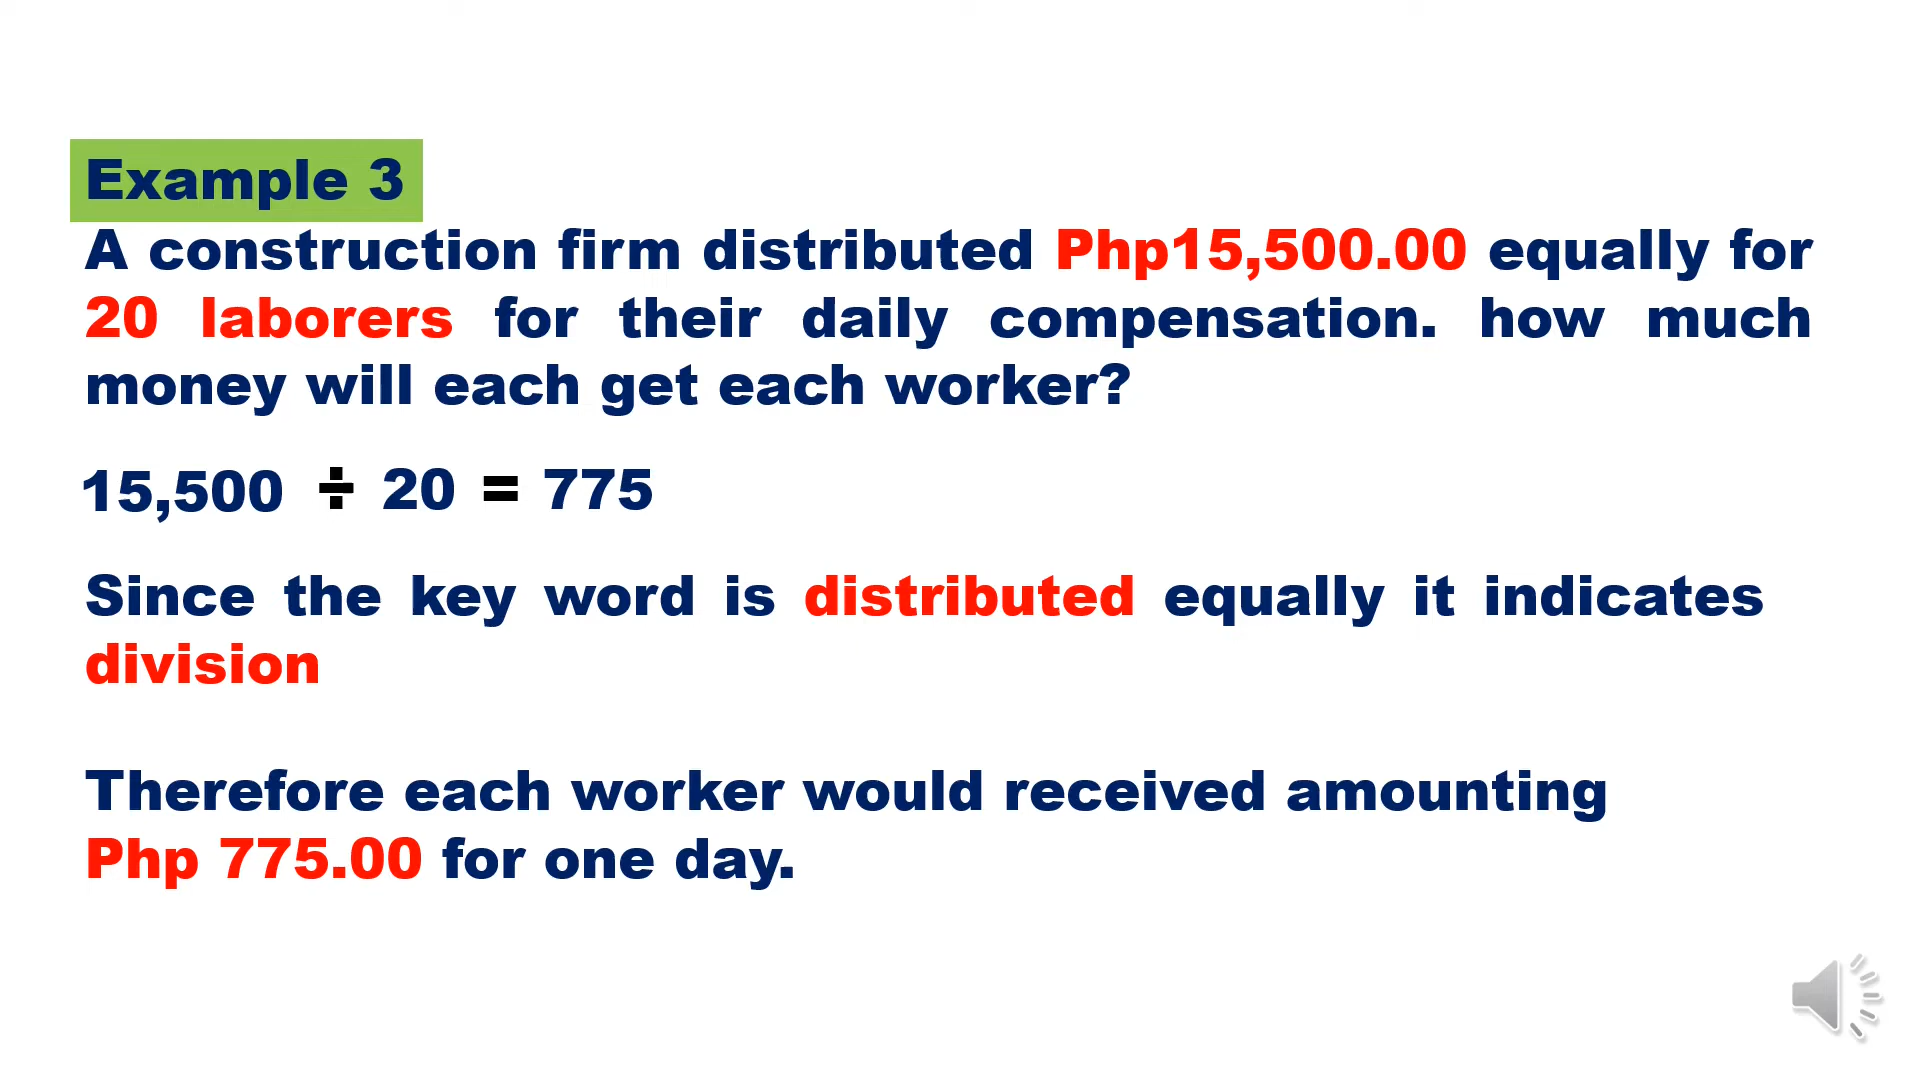 Example 3
A construction firm distributed Php15,500.00 equally for
20 laborers for their daily compensation. how much
money will each get each worker?
15,500 ÷ 20 = 775
Since the key word is distributed equally it indicates
division
Therefore each worker would received amounting
Php 775.00 for one day.